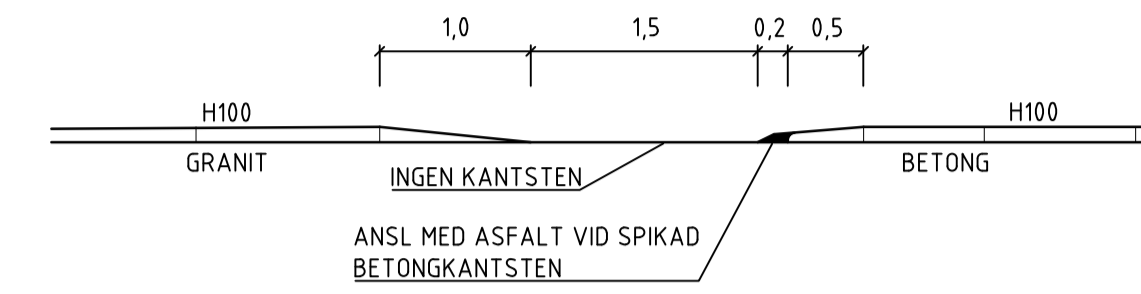 1,0 1,5 0,2 0,5
H100 H100
GRANIT BETONG
INGEN KANTSTEN
ANSL MED ASFALT VID SPIKAD
BETONGKANTSTEN